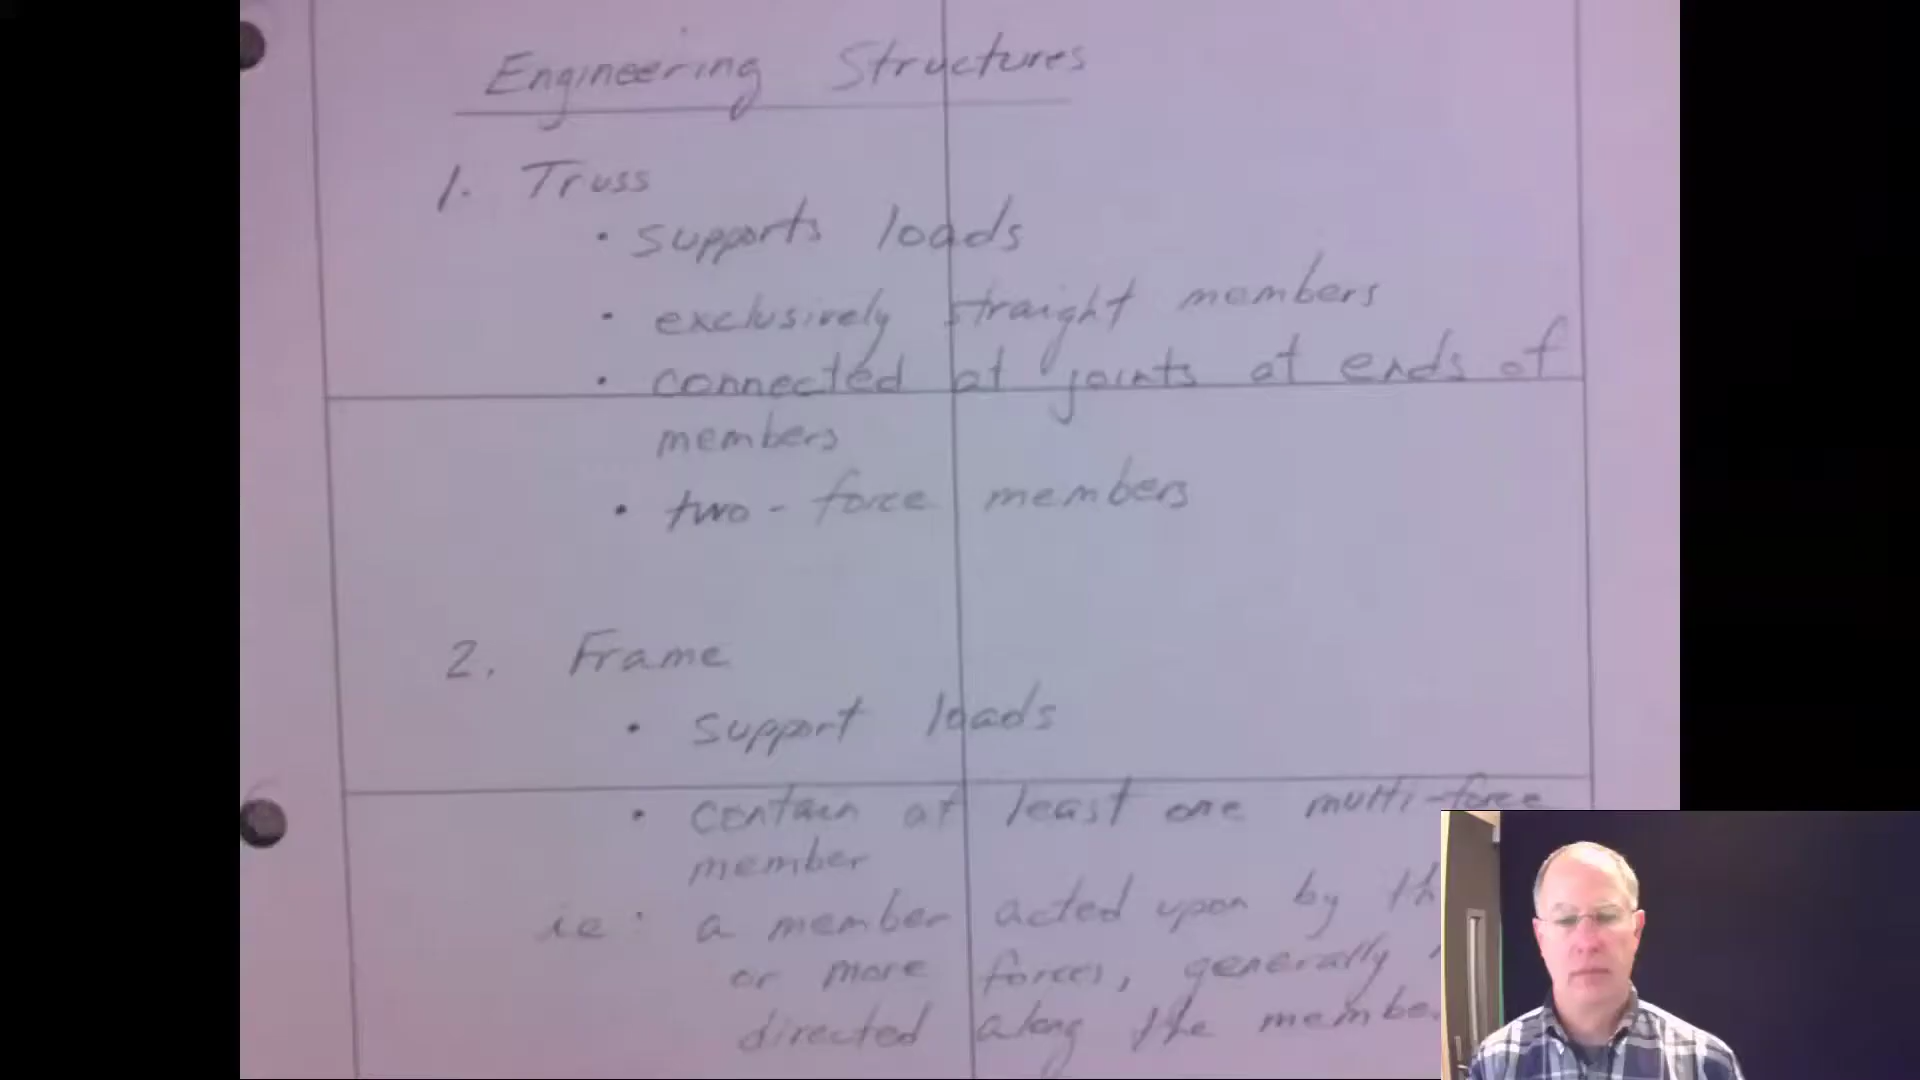 Engineering Structures
1. Truss
• supports loads
• exclusively straight members
• connected at joints at ends of
members
• two-force members
2. Frame
• support loads
• contain at least one multi-force
member
ie: a member acted upon by
or more forces, generally
directed along the